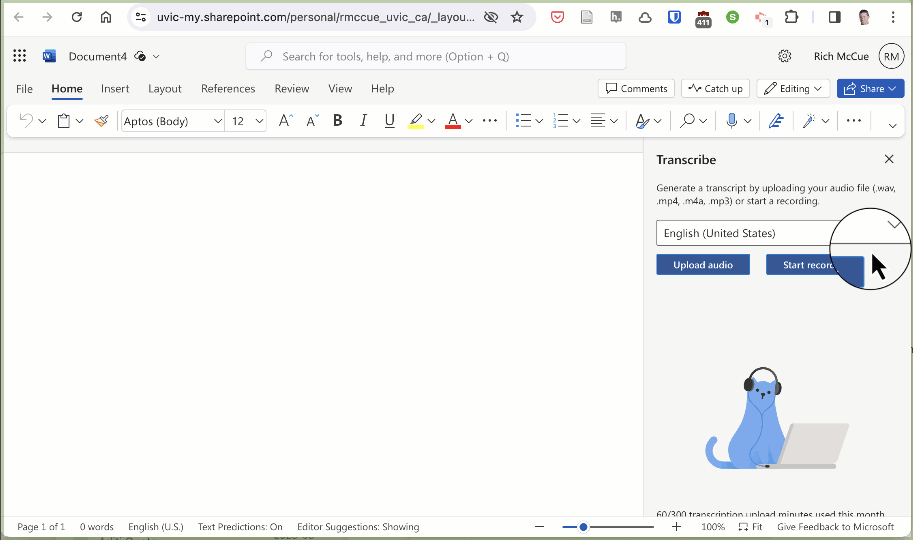 uvic-my.sharepoint.com/personal/rmccue_uvic_ca/_layou...
411
S
1
W
Document4
Search for tools, help, and more (Option + Q)
Rich McCue
RM
File Home Insert Layout References Review View Help
Comments
Catch up
Editing
Share
Aptos (Body)
12
A A B I U A
Transcribe
Generate a transcript by uploading your audio file (.wav,
.mp4, .m4a, .mp3) or start a recording.
English (United States)
Upload audio
Start record
60/300 transcription upload minutes used this month
Page 1 of 1 0 words English (U.S.) Text Predictions: On Editor Suggestions: Showing
100% Fit Give Feedback to Microsoft